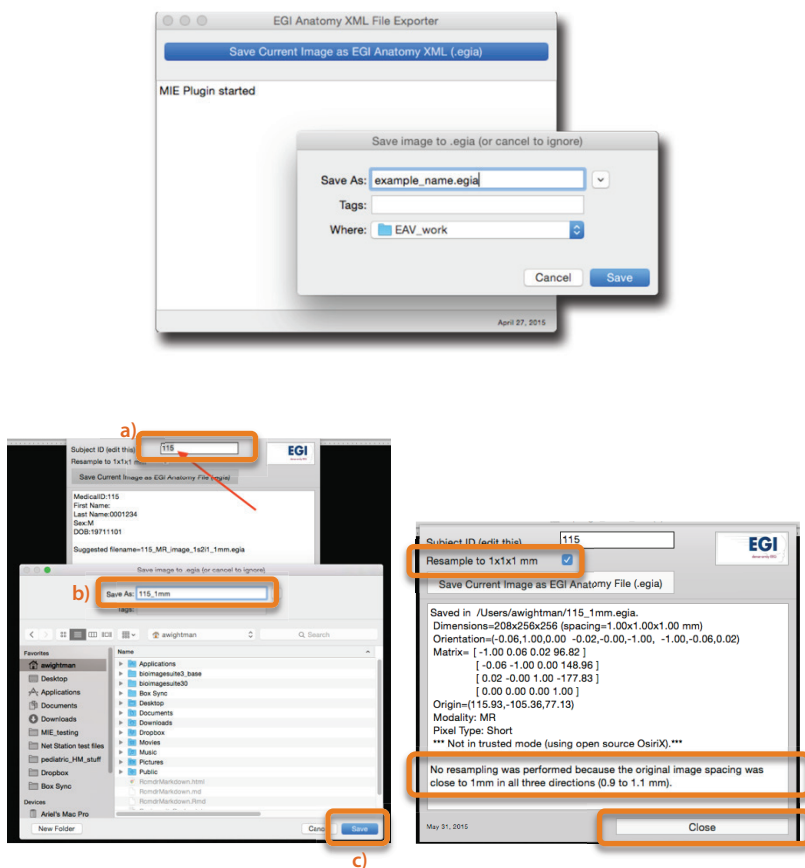 EGI Anatomy XML File Exporter
Save Current Image as EGI Anatomy XML (.egia)
MIE Plugin started
Save image to .egia (or cancel to ignore)
Save As: example_name.egia
Tags:
Where: EAV_work
Cancel Save
April 27, 2015
a)
Subject ID (edit this) 115
Resample to 1x1x1 mm
EGI
Save Current Image as EGI Anatomy File (.egia)
MedicalID:115
First Name:
Last Name:0001234
Sex:M
DOB:19711101
Suggested filename=115_MR_image_1s2i1_1mm.egia
Save image to .egia (or cancel to ignore)
b)
Save As: 115_1mm
Tags:
awightman
Search
Favorites
awightman
Desktop
Applications
Documents
Downloads
MIE_testing
Net Station test files
pediatric_HM_stuff
Dropbox
Box Sync
Devices
Ariel's Mac Pro
Name
Applications
bioimagesuite3_base
bioimagesuite30
Box Sync
Desktop
Documents
Downloads
Dropbox
Movies
Music
Pictures
Public
RcmdrMarkdown.html
RcmdrMarkdown.md
RcmdrMarkdown.Rmd
New Folder
Save
c)
Subject ID (edit this) 115
EGI
Resample to 1x1x1 mm
Save Current Image as EGI Anatomy File (.egia)
Saved in /Users/awightman/115_1mm.egia.
Dimensions=208x256x256 (spacing=1.00x1.00x1.00 mm)
Orientation=(-0.06,1.00,0.00 -0.02,-0.00,-1.00, -1.00,-0.06,0.02)
Matrix= [ -1.00 0.06 0.02 96.82 ]
[ -0.06 -1.00 0.00 148.96 ]
[ 0.02 -0.00 1.00 -177.83 ]
[ 0.00 0.00 0.00 1.00 ]
Origin=(115.93,-105.36,77.13)
Modality: MR
Pixel Type: Short
*** Not in trusted mode (using open source OsiriX).***
No resampling was performed because the original image spacing was
close to 1mm in all three directions (0.9 to 1.1 mm).
May 31, 2015
Close